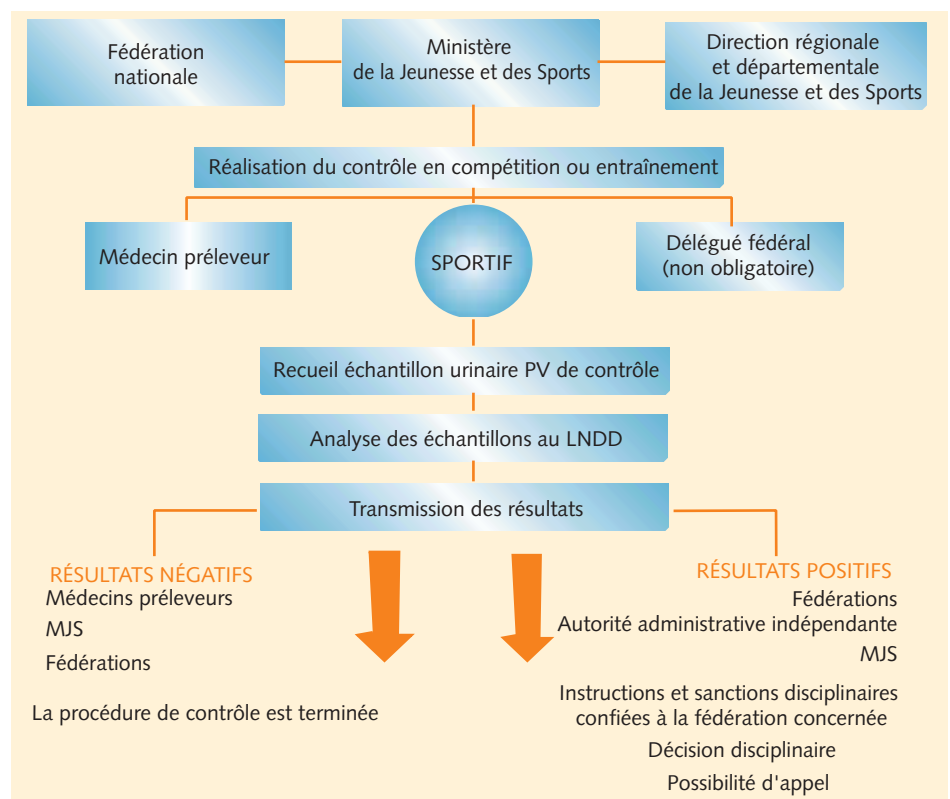 Fédération
nationale
Ministère
de la Jeunesse et des Sports
Direction régionale
et départementale
de la Jeunesse et des Sports
Réalisation du contrôle en compétition ou entraînement
Médecin préleveur
SPORTIF
Délégué fédéral
(non obligatoire)
Recueil échantillon urinaire PV de contrôle
Analyse des échantillons au LNDD
Transmission des résultats
RÉSULTATS NÉGATIFS
Médecins préleveurs
MJS
Fédérations
La procédure de contrôle est terminée
RÉSULTATS POSITIFS
Fédérations
Autorité administrative indépendante
MJS
Instructions et sanctions disciplinaires
confiées à la fédération concernée
Décision disciplinaire
Possibilité d'appel